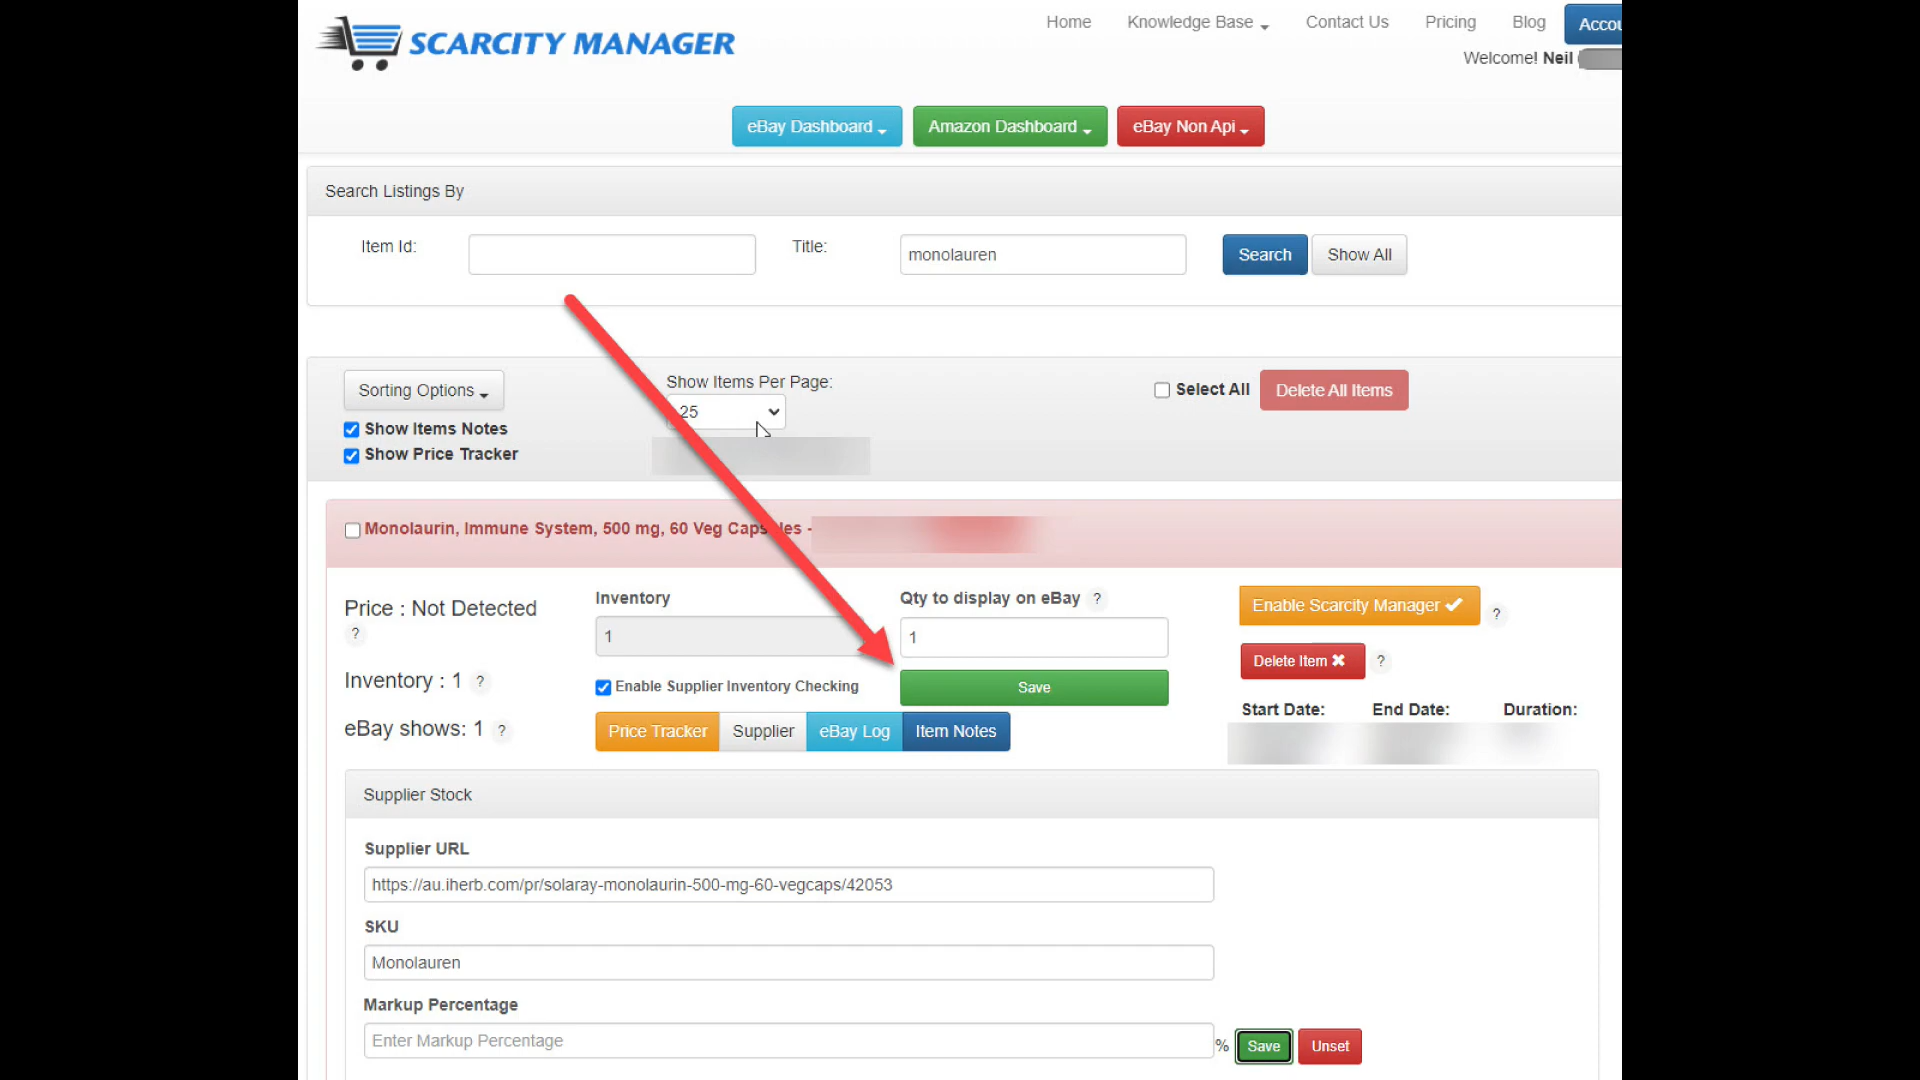 SCARCITY MANAGER
Home Knowledge Base Contact Us Pricing Blog Accou
Welcome! Neil
eBay Dashboard Amazon Dashboard eBay Non Api
Search Listings By
Item Id: Title: monolauren Search Show All
Sorting Options
Show Items Per Page:
25
Select All Delete All Items
Show Items Notes
Show Price Tracker
Monolaurin, Immune System, 500 mg, 60 Veg Capsules -
Price : Not Detected
?
Inventory
1
Qty to display on eBay ?
1
Enable Scarcity Manager ?
Delete Item ?
Inventory : 1 ?
Enable Supplier Inventory Checking
Save
eBay shows: 1 ?
Price Tracker Supplier eBay Log Item Notes
Start Date: End Date: Duration:
Supplier Stock
Supplier URL
https://au.iherb.com/pr/solaray-monolaurin-500-mg-60-vegcaps/42053
SKU
Monolauren
Markup Percentage
Enter Markup Percentage % Save Unset